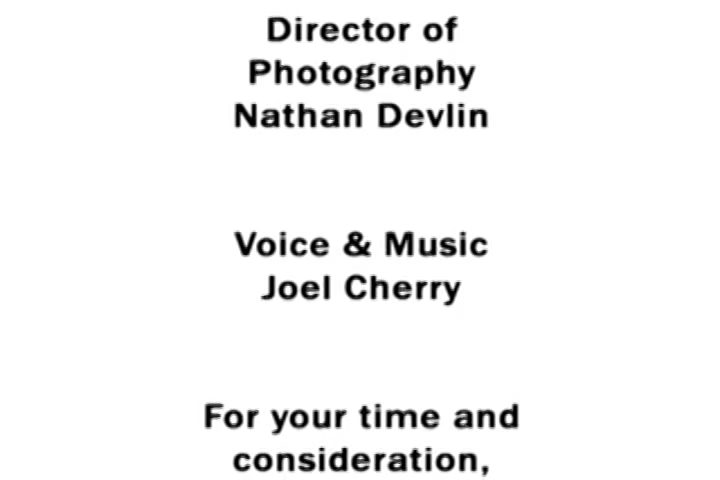 Director of
Photography
Nathan Devlin
Voice & Music
Joel Cherry
For your time and
consideration,